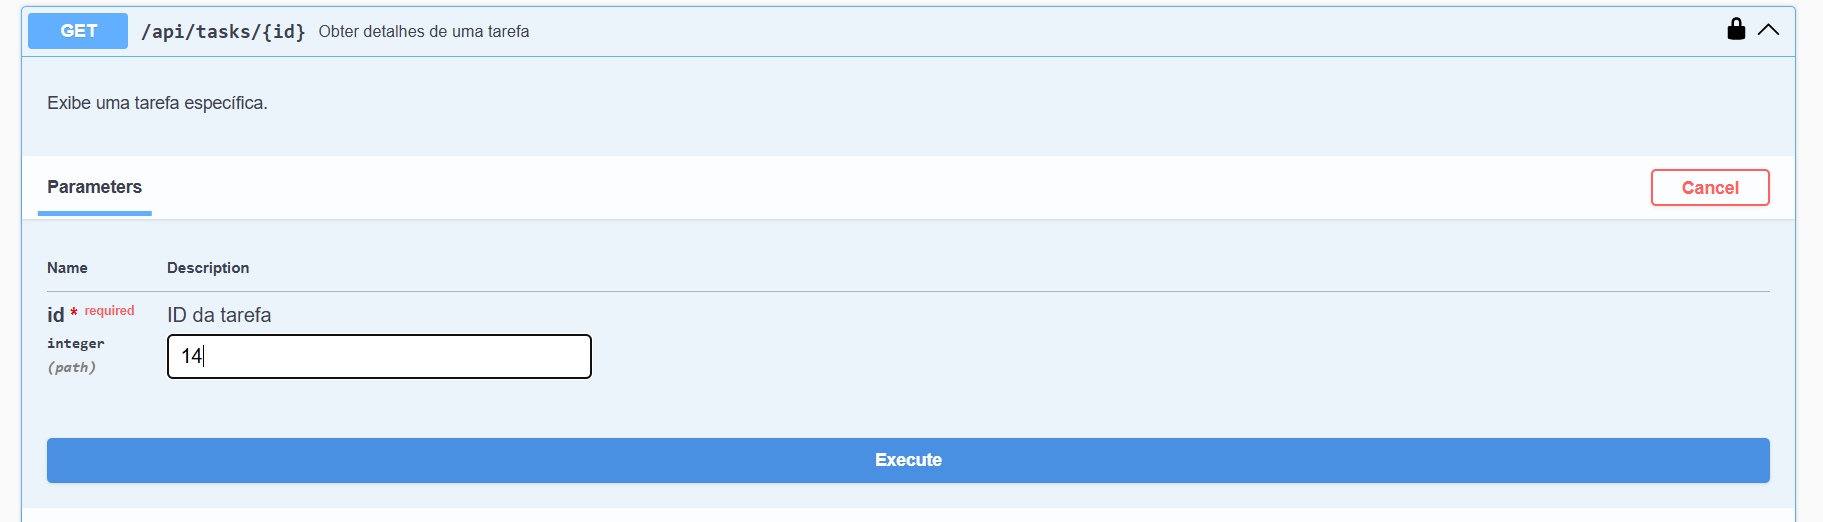 GET /api/tasks/{id} Obter detalhes de uma tarefa
Exibe uma tarefa específica.
Parameters
Cancel
Name Description
id * required ID da tarefa
integer
(path)
14
Execute